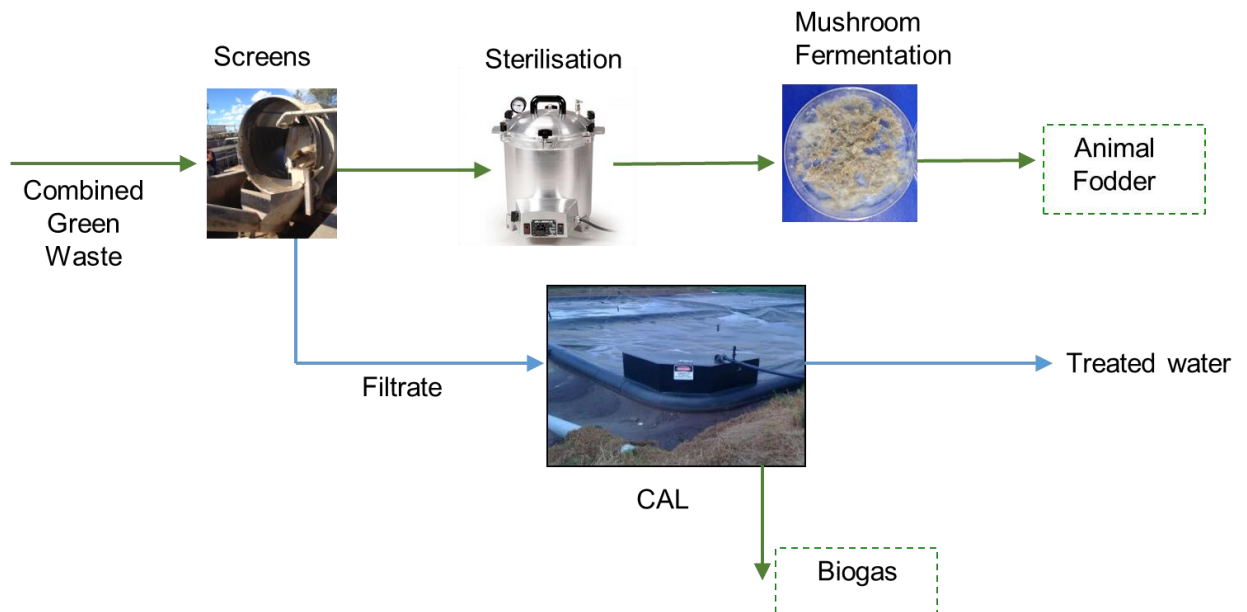 Mushroom
Fermentation
Screens
Sterilisation
Combined
Green
Waste
Animal
Fodder
Filtrate
Treated water
CAL
Biogas